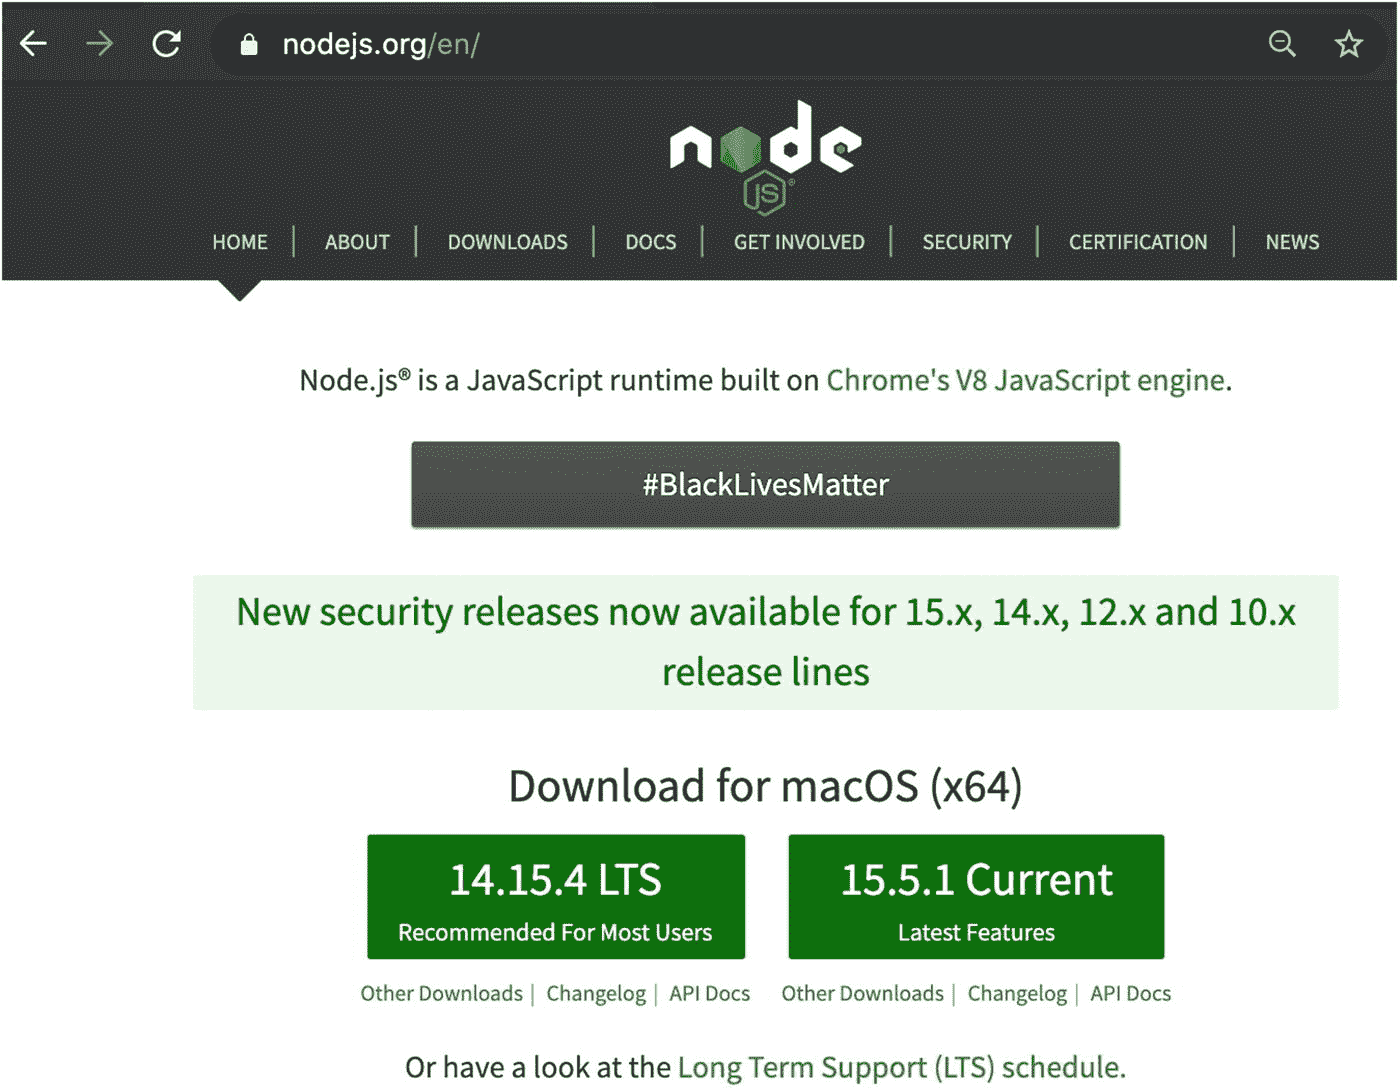 nodejs.org/en/
node
JS®
HOME | ABOUT | DOWNLOADS | DOCS | GET INVOLVED | SECURITY | CERTIFICATION | NEWS
Node.js® is a JavaScript runtime built on Chrome's V8 JavaScript engine.
#BlackLivesMatter
New security releases now available for 15.x, 14.x, 12.x and 10.x
release lines
Download for macOS (x64)
14.15.4 LTS
Recommended For Most Users
15.5.1 Current
Latest Features
Other Downloads | Changelog | API Docs
Other Downloads | Changelog | API Docs
Or have a look at the Long Term Support (LTS) schedule.